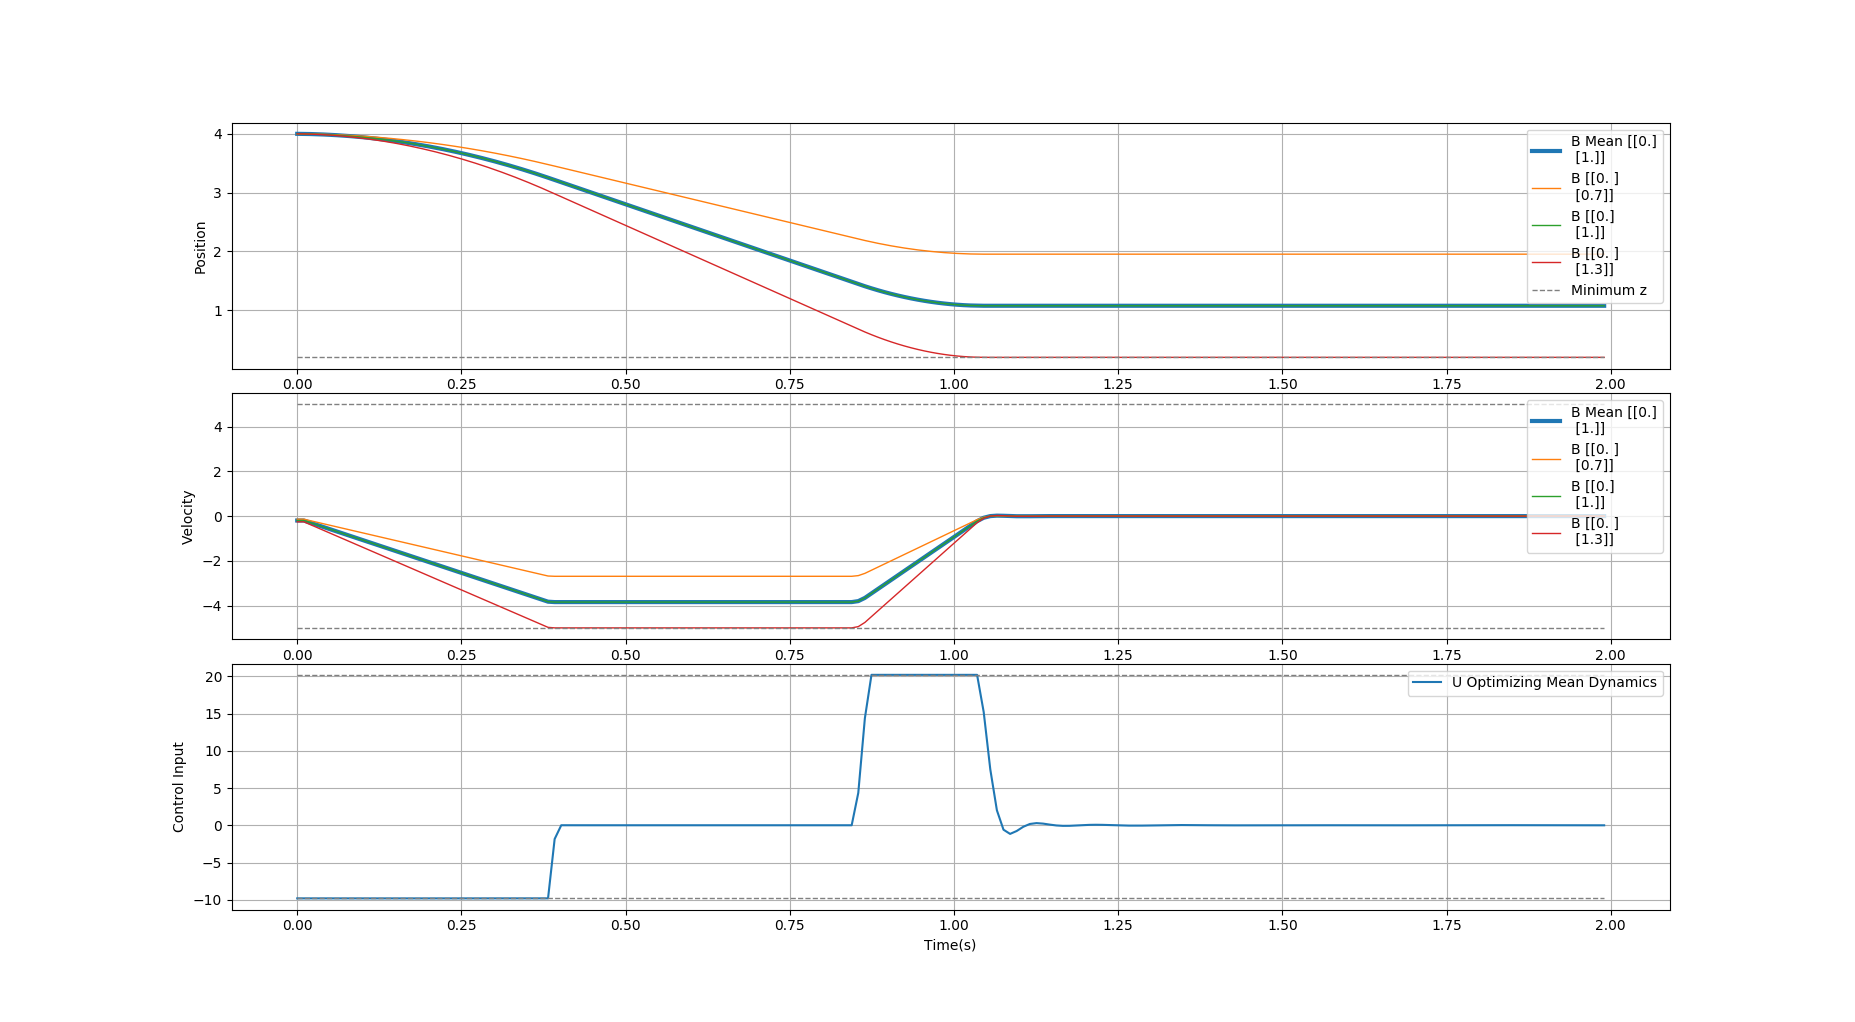 4
3
2
1
Position
B Mean [[0.]
[1.]]
B [[0. ]
[0.7]]
B [[0.]
[1.]]
B [[0. ]
[1.3]]
Minimum z
0.00 0.25 0.50 0.75 1.00 1.25 1.50 1.75 2.00
4
2
0
−2
−4
Velocity
B Mean [[0.]
[1.]]
B [[0. ]
[0.7]]
B [[0.]
[1.]]
B [[0. ]
[1.3]]
0.00 0.25 0.50 0.75 1.00 1.25 1.50 1.75 2.00
20
15
10
5
0
−5
−10
Control Input
U Optimizing Mean Dynamics
0.00 0.25 0.50 0.75 1.00 1.25 1.50 1.75 2.00
Time(s)